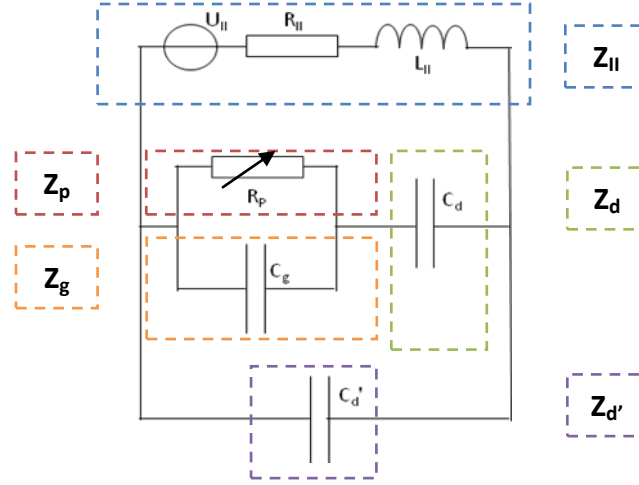 U_II
R_II
L_II
Z_II
Z_p
R_P
C_d
Z_d
Z_g
C_g
C_d'
Z_d'